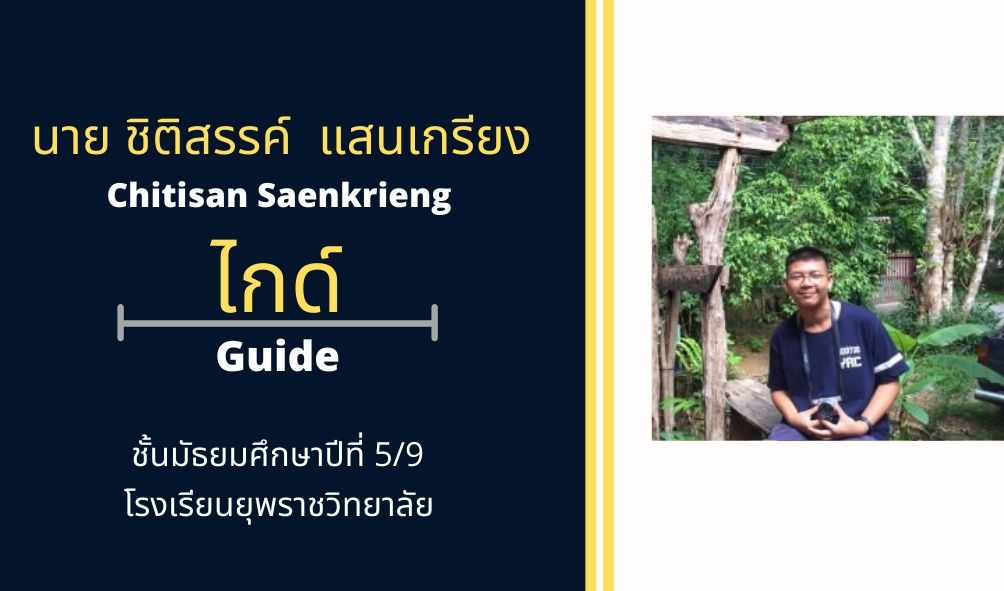 นาย ชิติสรรค์ แสนเกรียง
Chitisan Saenkrieng
ไกด์
Guide
ชั้นมัธยมศึกษาปีที่ 5/9
โรงเรียนยุพราชวิทยาลัย
YRC